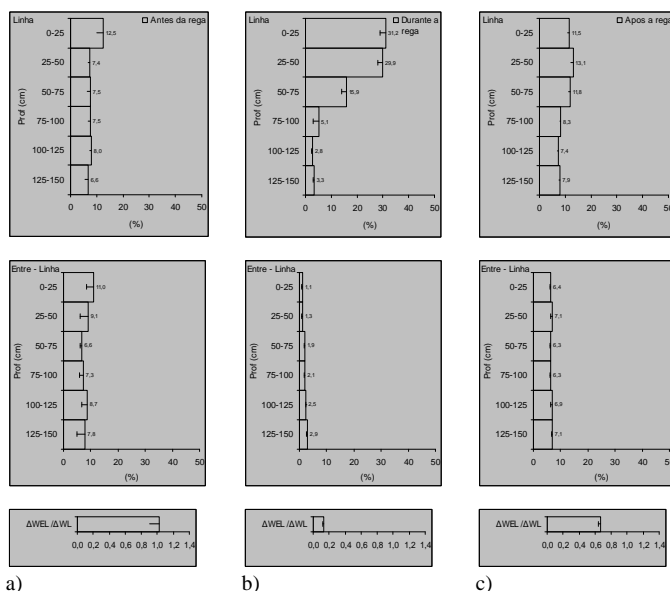 Linha
Antes da rega
Prof (cm)
0-25
12,5
25-50
7,4
50-75
7,5
75-100
7,5
100-125
8,0
125-150
6,6
0 10 20 30 40 50
(%)
Linha
Durante a rega
Prof (cm)
0-25
31,2
25-50
29,9
50-75
15,9
75-100
5,1
100-125
2,8
125-150
3,3
0 10 20 30 40 50
(%)
Linha
Apos a rega
Prof (cm)
0-25
11,5
25-50
13,1
50-75
11,8
75-100
8,3
100-125
7,4
125-150
7,9
0 10 20 30 40 50
(%)
Entre - Linha
Prof (cm)
0-25
11,0
25-50
9,1
50-75
6,6
75-100
7,3
100-125
8,7
125-150
7,8
0 10 20 30 40 50
(%)
Entre - Linha
Prof (cm)
0-25
1,1
25-50
1,3
50-75
1,9
75-100
2,1
100-125
2,5
125-150
2,9
0 10 20 30 40 50
(%)
Entre - Linha
Prof (cm)
0-25
6,4
25-50
7,1
50-75
6,3
75-100
6,3
100-125
6,9
125-150
7,1
0 10 20 30 40 50
(%)
ΔWEL /ΔWL
0,0 0,2 0,4 0,6 0,8 1,0 1,2 1,4
ΔWEL /ΔWL
0,0 0,2 0,4 0,6 0,8 1,0 1,2 1,4
ΔWEL /ΔWL
0,0 0,2 0,4 0,6 0,8 1,0 1,2 1,4
a) b) c)